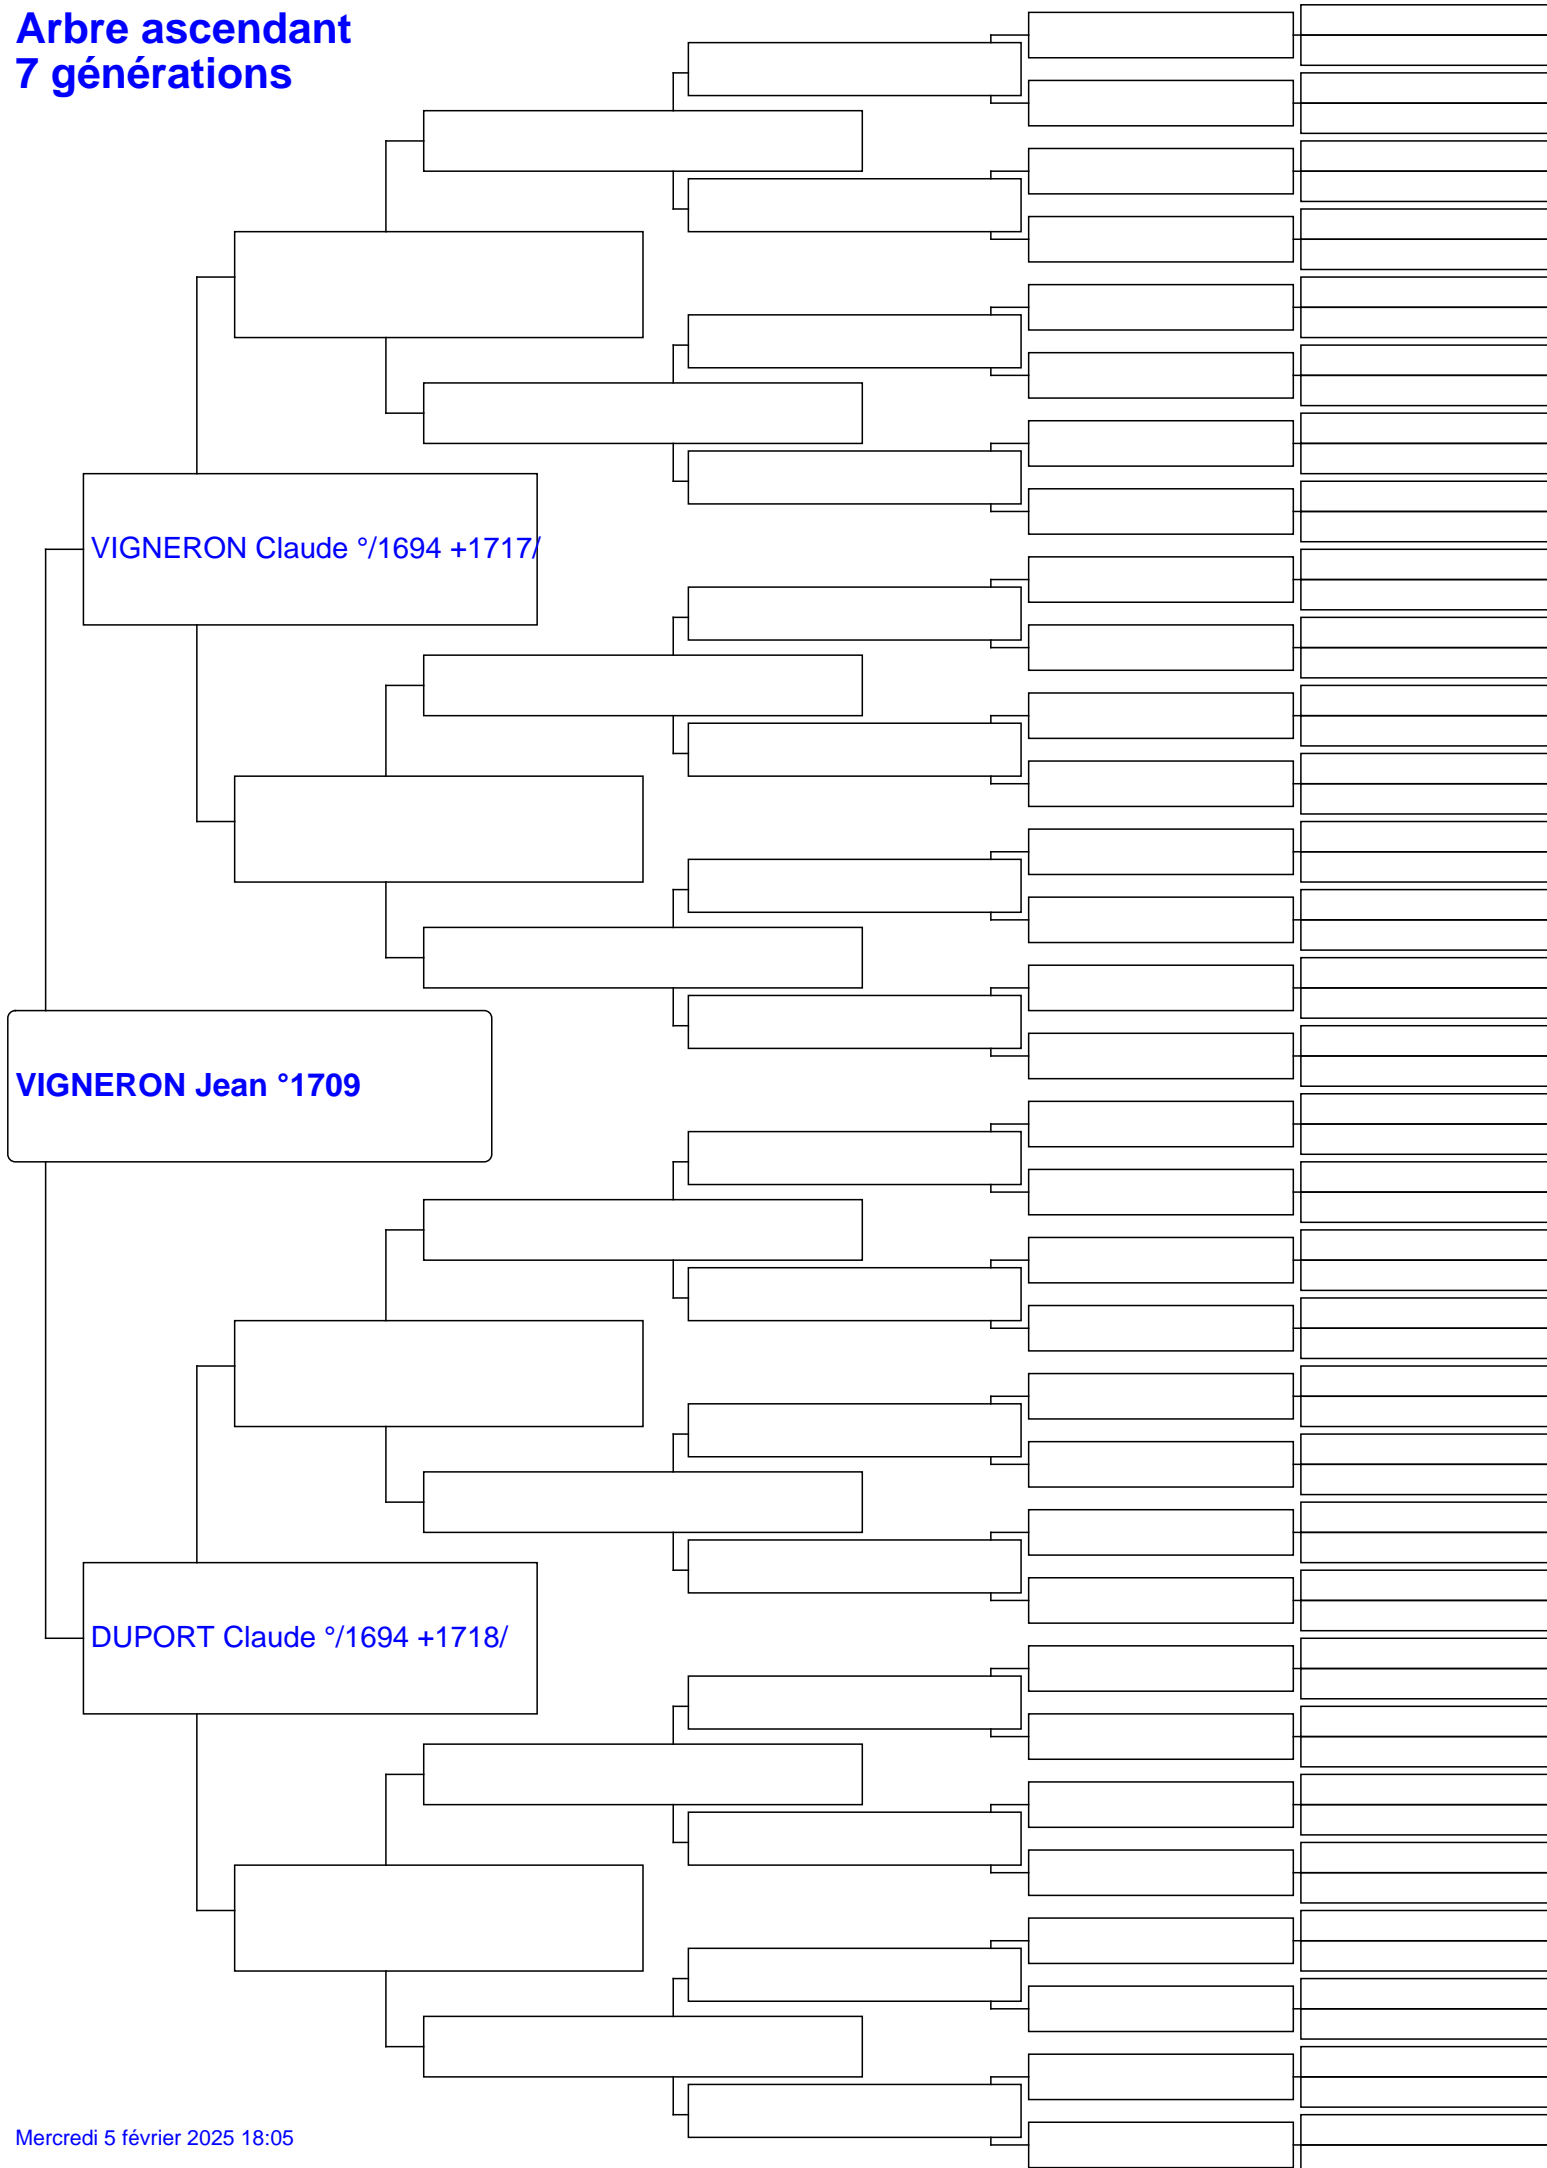 Arbre ascendant
7 générations
VIGNERON Claude °/1694 +1717/
VIGNERON Jean °1709
DUPORT Claude °/1694 +1718/
Mercredi 5 février 2025 18:05